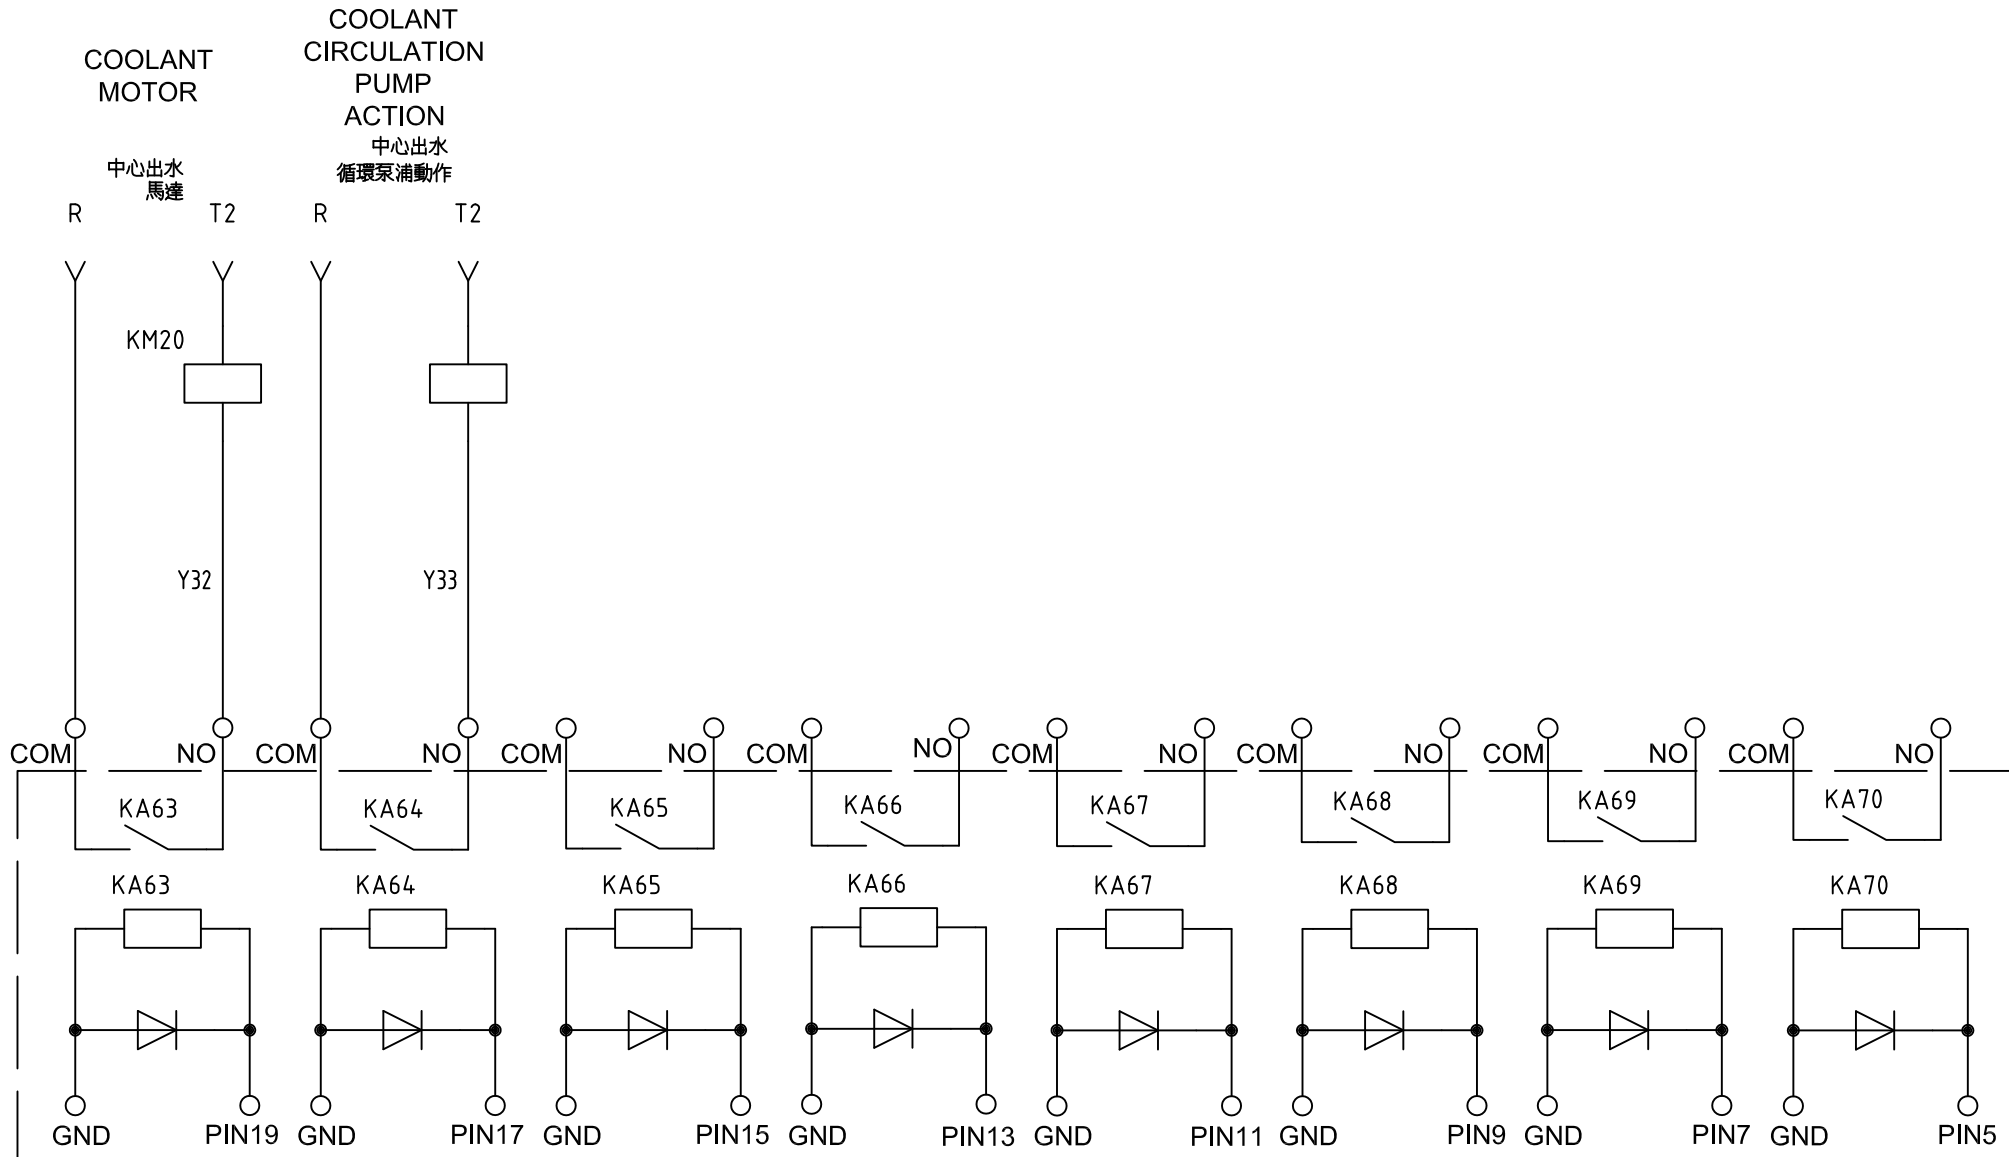 COOLANT
MOTOR
中心出水
馬達
COOLANT
CIRCULATION
PUMP
ACTION
中心出水
循環泵浦動作
R T2 R T2
KM20
Y32 Y33
COM NO COM NO COM NO COM NO COM NO COM NO COM NO COM NO
KA63 KA64 KA65 KA66 KA67 KA68 KA69 KA70
KA63 KA64 KA65 KA66 KA67 KA68 KA69 KA70
GND PIN19 GND PIN17 GND PIN15 GND PIN13 GND PIN11 GND PIN9 GND PIN7 GND PIN5